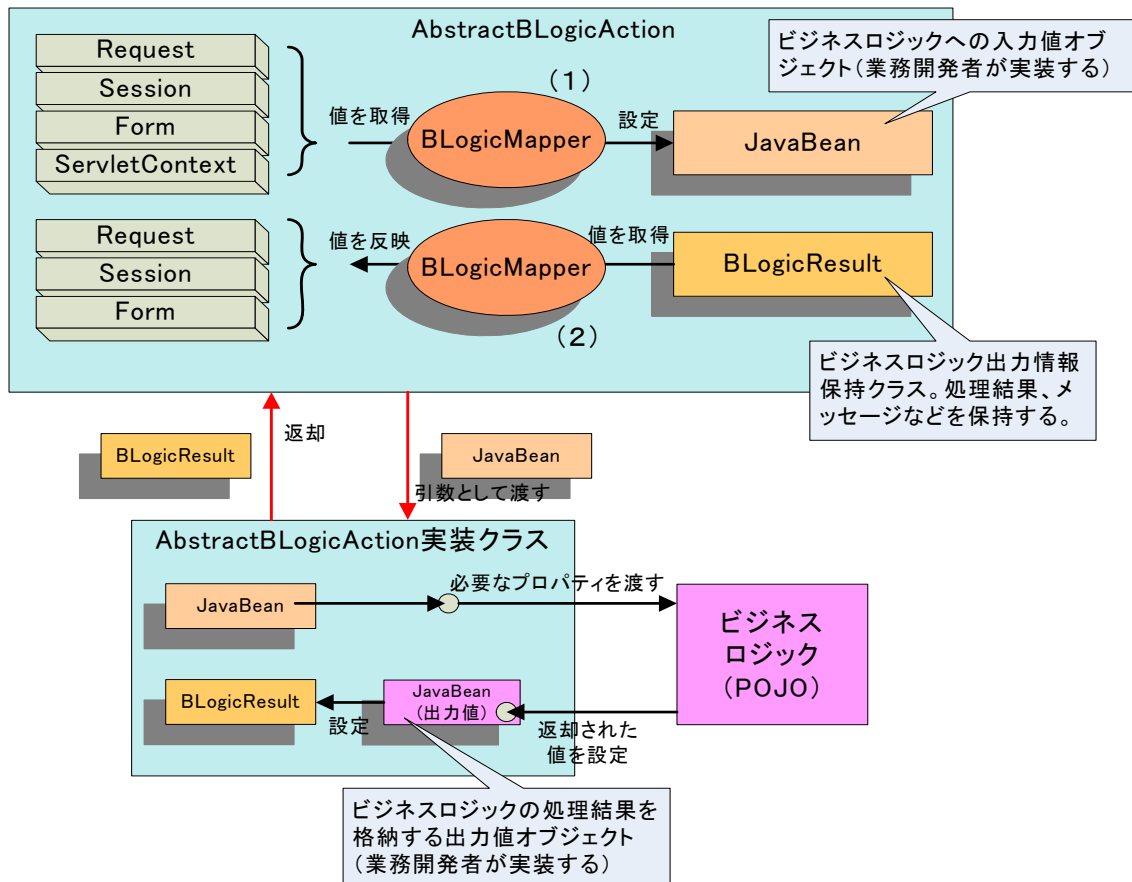 AbstractBLogicAction
Request
Session
Form
ServletContext
値を取得
(1)
BLogicMapper
設定
JavaBean
ビジネスロジックへの入力値オブ
ジェクト(業務開発者が実装する)
Request
Session
Form
値を反映
BLogicMapper
(2)
値を取得
BLogicResult
ビジネスロジック出力情報
保持クラス。処理結果、メ
ッセージなどを保持する。
BLogicResult
返却
JavaBean
引数として渡す
AbstractBLogicAction実装クラス
JavaBean
必要なプロパティを渡す
ビジネス
ロジック
(POJO)
BLogicResult
設定
JavaBean
(出力値)
返却された
値を設定
ビジネスロジックの処理結果を
格納する出力値オブジェクト
(業務開発者が実装する)